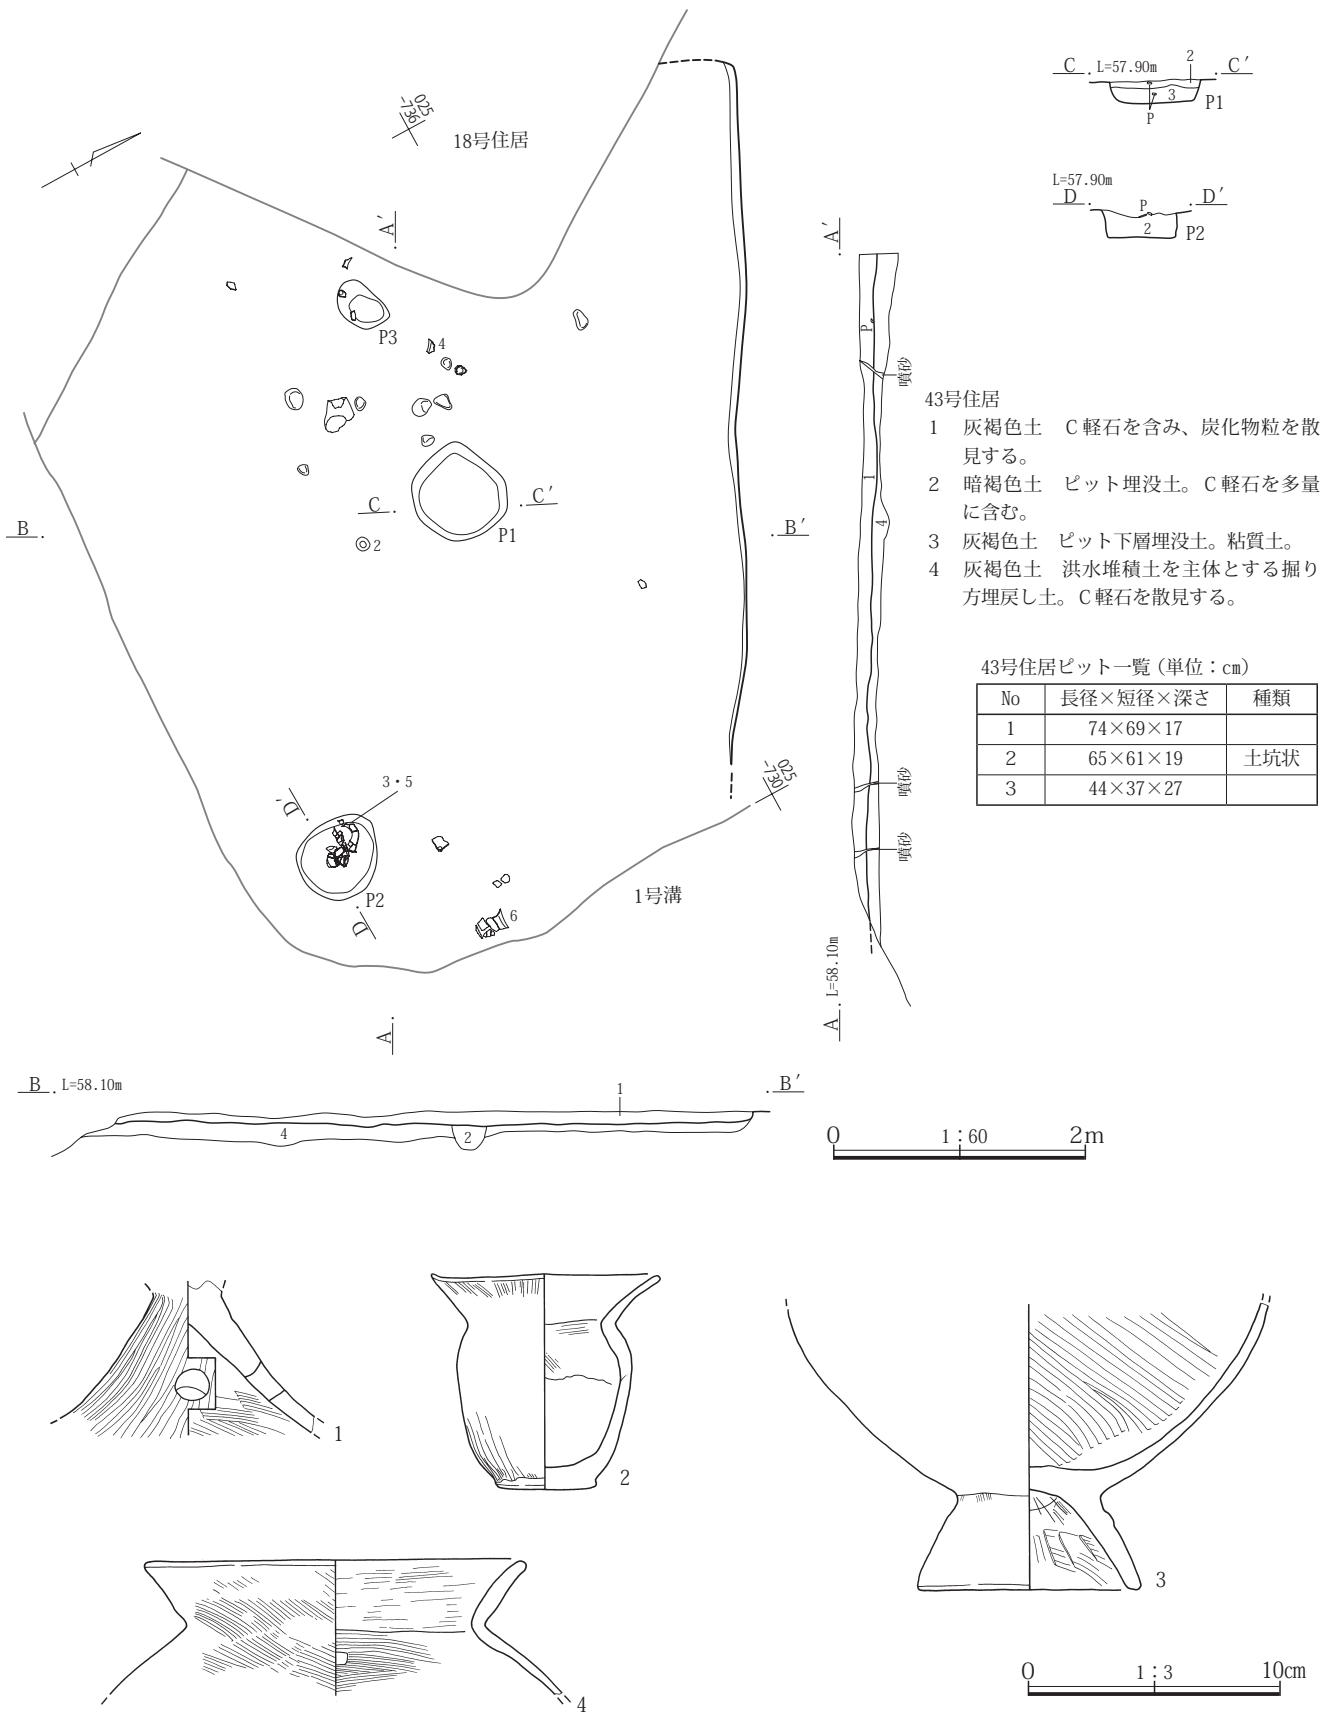 C L=57.90m 2 C′
3
P1
P
L=57.90m
D P D′
2
P2
025
-736
18号住居
A′
A′
P3
4
P
噴砂
43号住居
1 灰褐色土 C軽石を含み、炭化物粒を散
見する。
2 暗褐色土 ピット埋没土。C軽石を多量
に含む。
3 灰褐色土 ピット下層埋没土。粘質土。
4 灰褐色土 洪水堆積土を主体とする掘り
方埋戻し土。C軽石を散見する。
1
4
C C′
P1
2
B B′
43号住居ピット一覧（単位：cm）
No 長径×短径×深さ 種類
1 74×69×17
2 65×61×19 土坑状
3 44×37×27
025
-730
3・5
D′
噴砂
噴砂
P2
D
6
1号溝
A L=58.10m
A
B L=58.10m 1 B′
4 2
0 1：60 2m
1
2
3
4
0 1：3 10cm